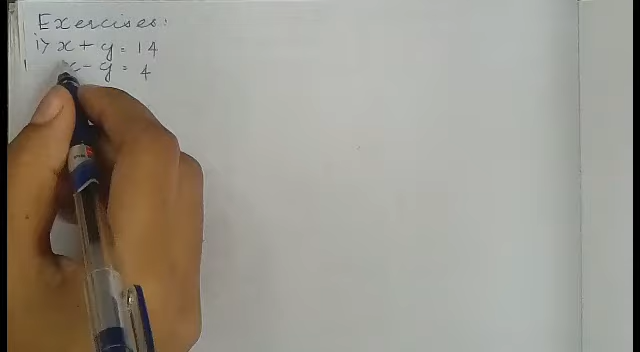 Exercises:
i) x + y = 14
x - y = 4